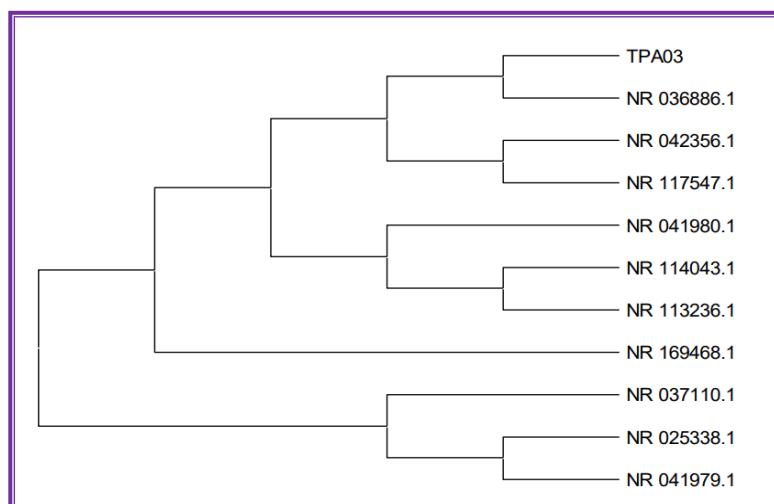 TPA03
NR 036886.1
NR 042356.1
NR 117547.1
NR 041980.1
NR 114043.1
NR 113236.1
NR 169468.1
NR 037110.1
NR 025338.1
NR 041979.1